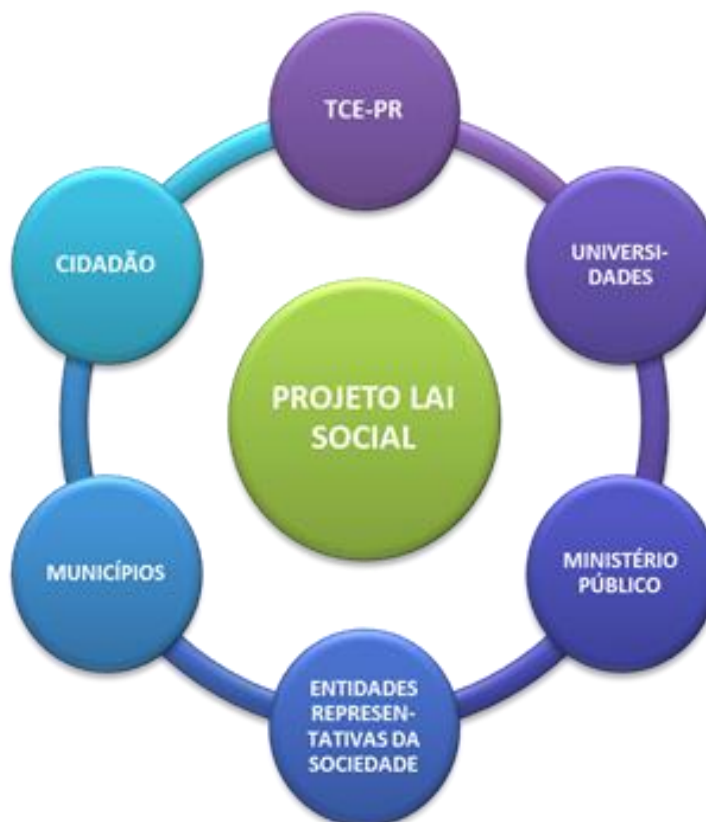 TCE-PR
UNIVERSI-
DADES
MINISTÉRIO
PÚBLICO
ENTIDADES
REPRESEN-
TATIVAS DA
SOCIEDADE
MUNICÍPIOS
CIDADÃO
PROJETO LAI
SOCIAL